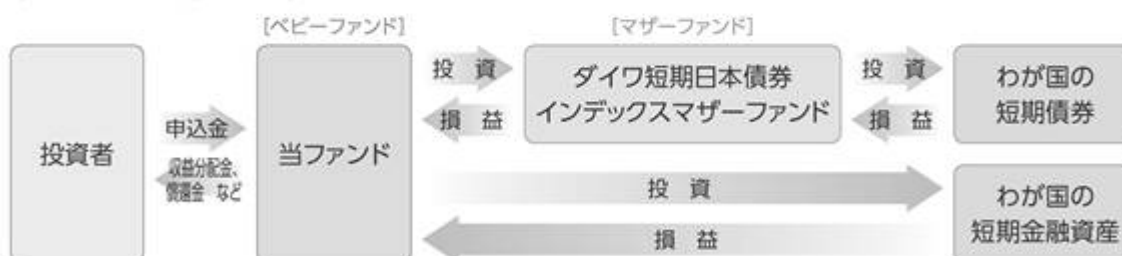 [ベビーファンド]
[マザーファンド]
投資者
申込金
収益分配金、
償還金 など
当ファンド
投 資
損 益
ダイワ短期日本債券
インデックスマザーファンド
投 資
損 益
わが国の
短期債券
投 資
損 益
わが国の
短期金融資産